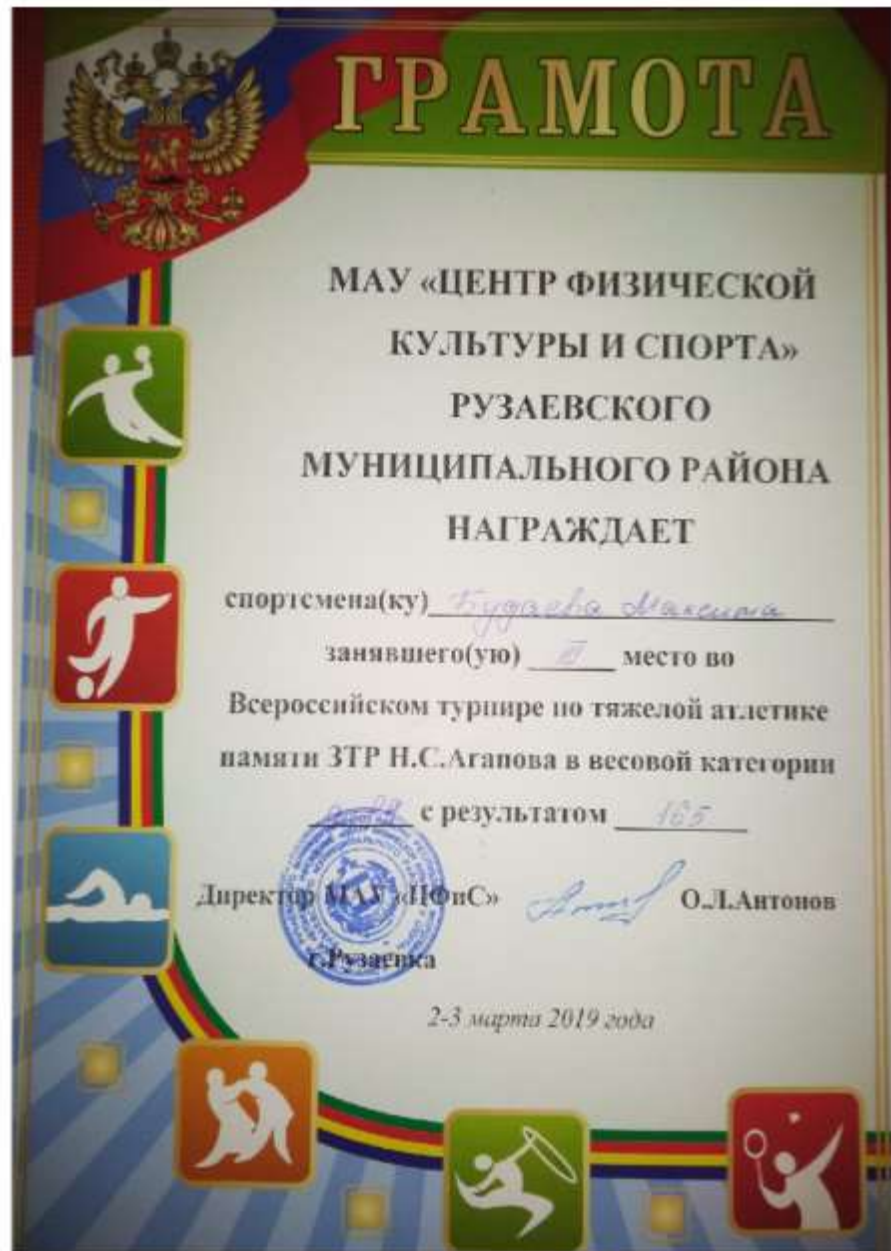 ГРАМОТА
МАУ «ЦЕНТР ФИЗИЧЕСКОЙ
КУЛЬТУРЫ И СПОРТА»
РУЗАЕВСКОГО
МУНИЦИПАЛЬНОГО РАЙОНА
НАГРАЖДАЕТ
спортсмена(ку) Будаева Максима
занявшего(ую) место во
Всероссийском турнире по тяжелой атлетике
памяти ЗТР Н.С.Агапова в весовой категории
с результатом 165
Директор МАУ «ЦФиС» О.Л.Антонов
г.Рузаевка
2-3 марта 2019 года